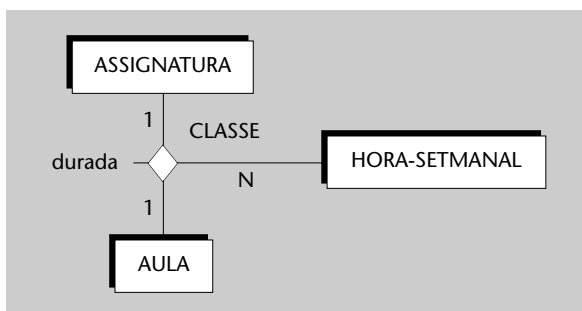 ASSIGNATURA
1
CLASSE
durada
HORA-SETMANAL
N
1
AULA